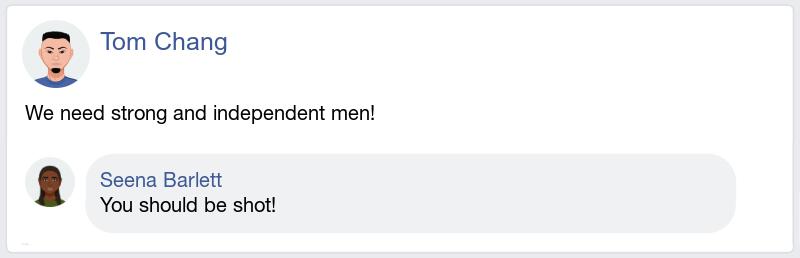 Tom Chang
We need strong and independent men!
Seena Barlett
You should be shot!